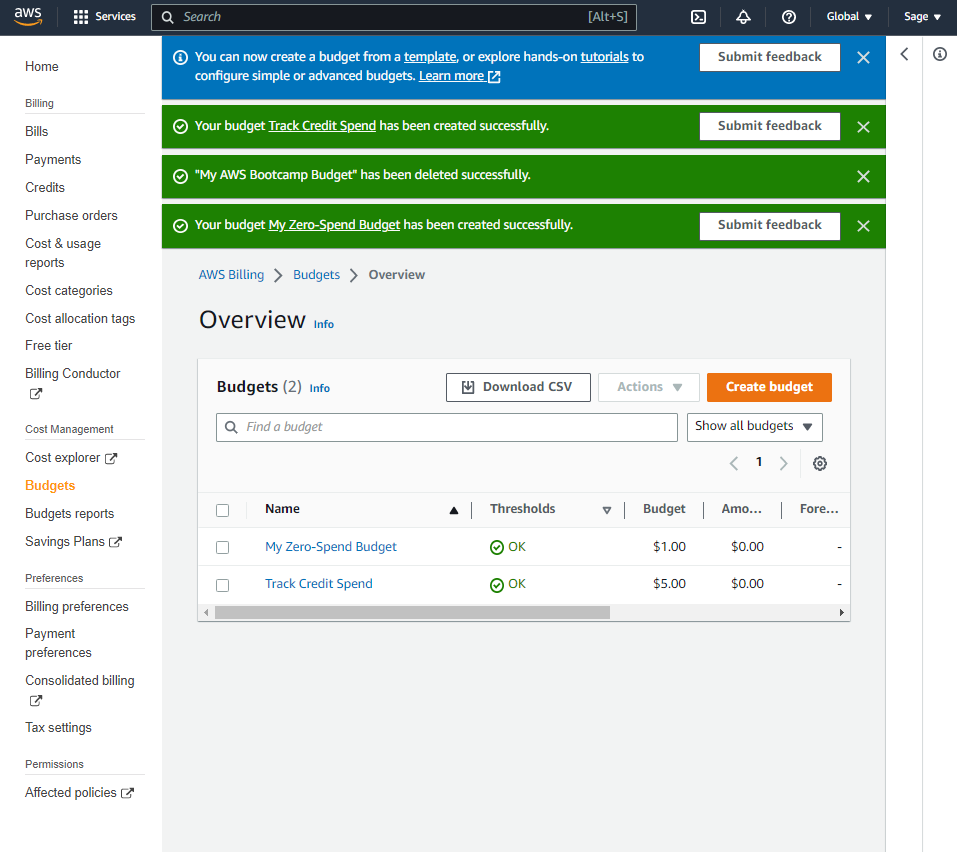 aws
Services
Search [Alt+S]
Global
Sage
Home
Billing
Bills
Payments
Credits
Purchase orders
Cost & usage
reports
Cost categories
Cost allocation tags
Free tier
Billing Conductor
Cost Management
Cost explorer
Budgets
Budgets reports
Savings Plans
Preferences
Billing preferences
Payment
preferences
Consolidated billing
Tax settings
Permissions
Affected policies
You can now create a budget from a template, or explore hands-on tutorials to
configure simple or advanced budgets. Learn more
Submit feedback
Your budget Track Credit Spend has been created successfully.
Submit feedback
"My AWS Bootcamp Budget" has been deleted successfully.
Your budget My Zero-Spend Budget has been created successfully.
Submit feedback
AWS Billing Budgets Overview
Overview Info
Budgets (2) Info
Download CSV
Actions
Create budget
Find a budget
Show all budgets
1
Name Thresholds Budget Amo... Fore...
My Zero-Spend Budget OK $1.00 $0.00 -
Track Credit Spend OK $5.00 $0.00 -